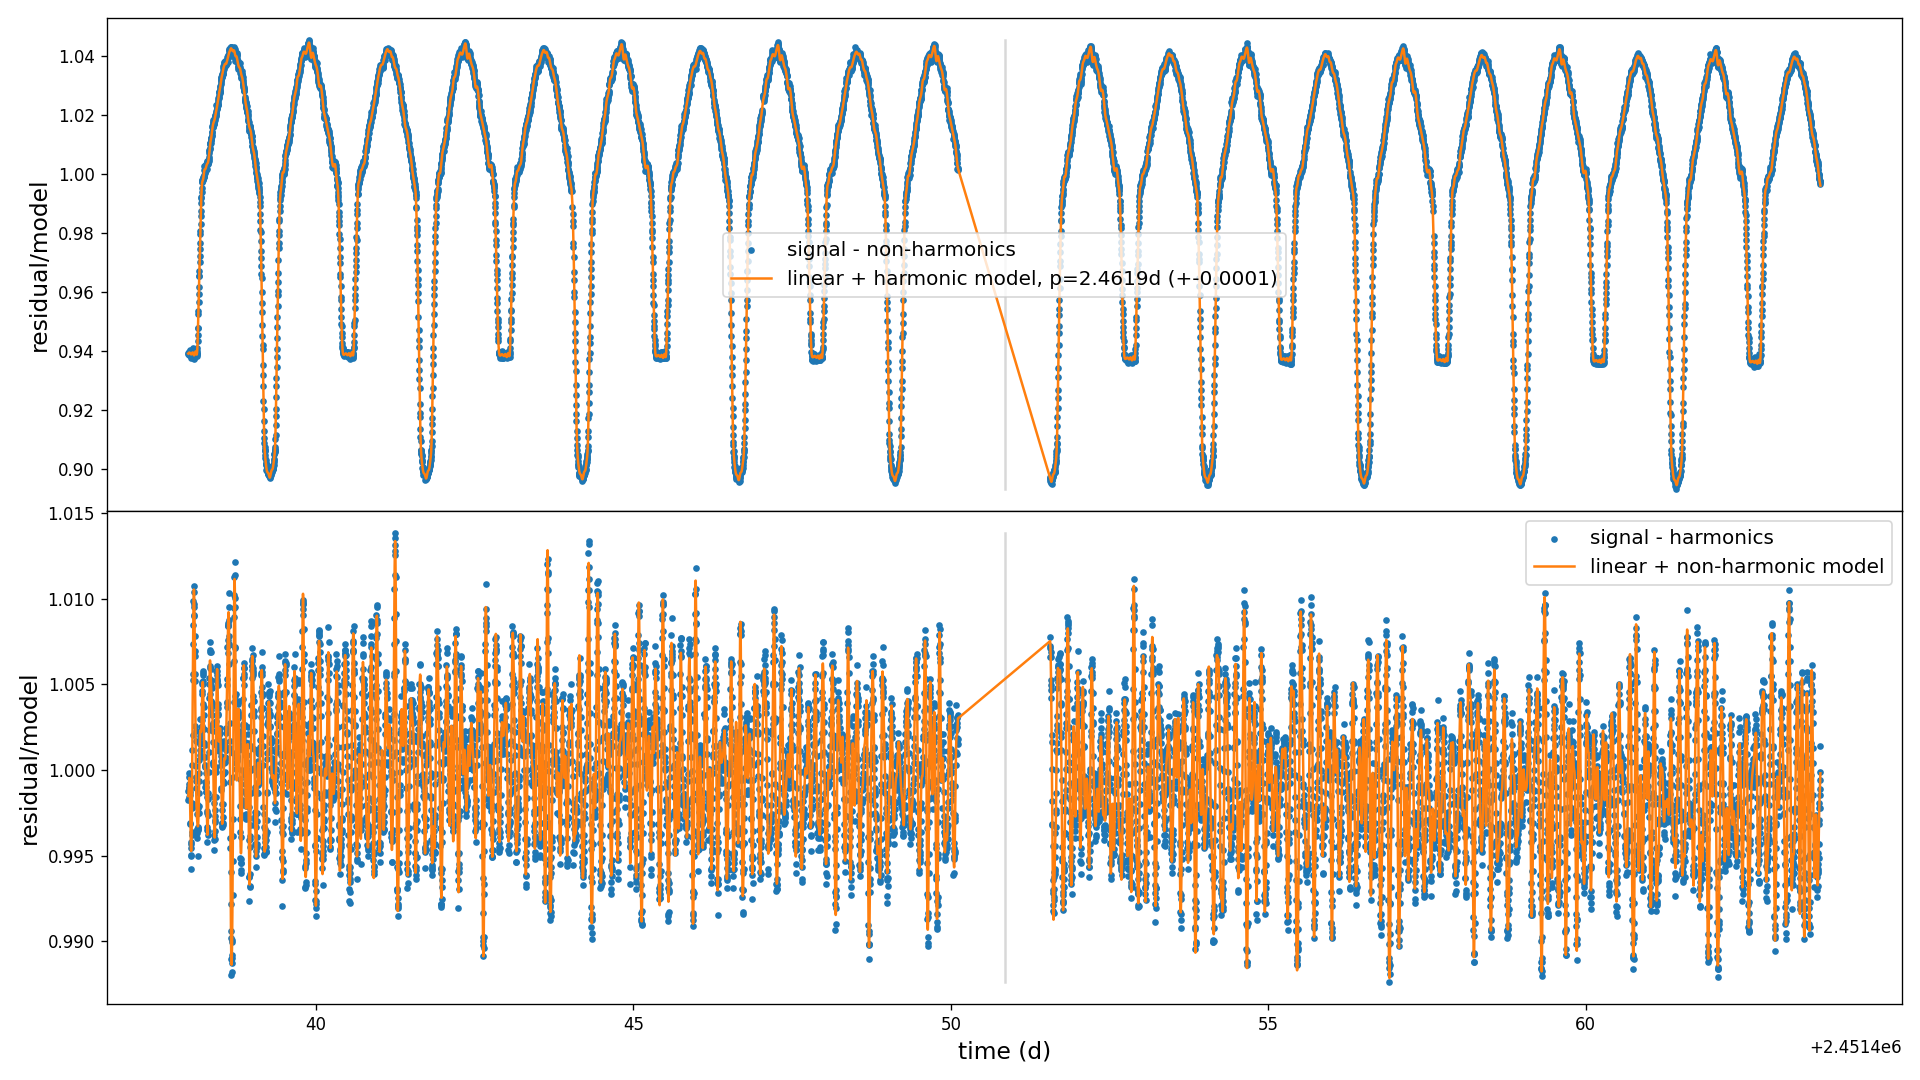 1.04
1.02
1.00
0.98
0.96
0.94
0.92
0.90
residual/model
signal - non-harmonics
linear + harmonic model, p=2.4619d (+-0.0001)
1.015
1.010
1.005
1.000
0.995
0.990
residual/model
signal - harmonics
linear + non-harmonic model
40
45
50
55
60
time (d)
+2.4514e6